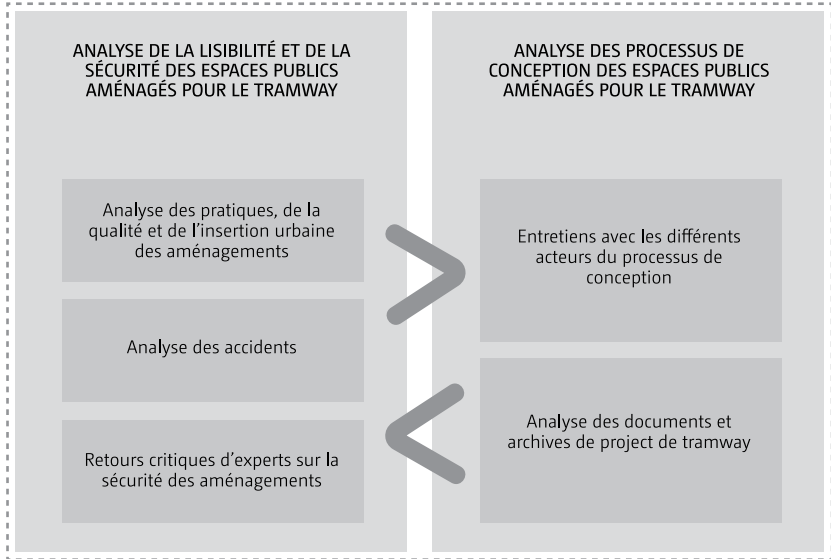 ANALYSE DE LA LISIBILITÉ ET DE LA
SÉCURITÉ DES ESPACES PUBLICS
AMÉNAGÉS POUR LE TRAMWAY
Analyse des pratiques, de la
qualité et de l'insertion urbaine
des aménagements
Analyse des accidents
Retours critiques d'experts sur la
sécurité des aménagements
ANALYSE DES PROCESSUS DE
CONCEPTION DES ESPACES PUBLICS
AMÉNAGÉS POUR LE TRAMWAY
Entretiens avec les différents
acteurs du processus de
conception
Analyse des documents et
archives de project de tramway